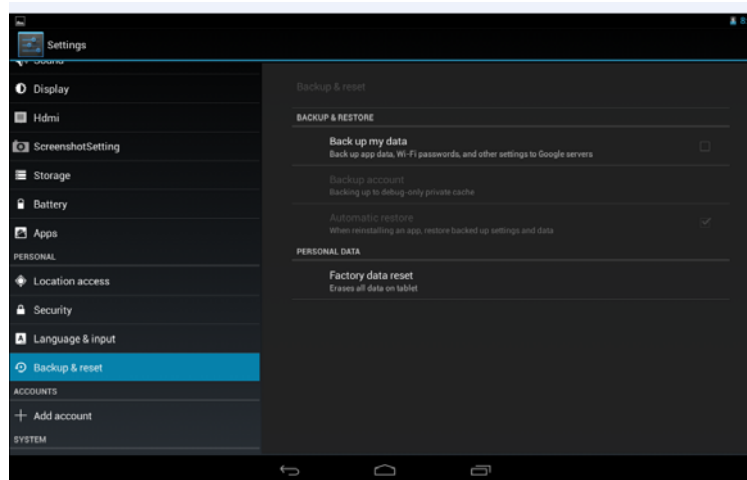 Settings
Sound
Display
Hdmi
ScreenshotSetting
Storage
Battery
Apps
PERSONAL
Location access
Security
Language & input
Backup & reset
ACCOUNTS
Add account
SYSTEM
Backup & reset
BACKUP & RESTORE
Back up my data
Back up app data, Wi-Fi passwords, and other settings to Google servers
Backup account
Backing up to debug-only private cache
Automatic restore
When reinstalling an app, restore backed up settings and data
PERSONAL DATA
Factory data reset
Erases all data on tablet